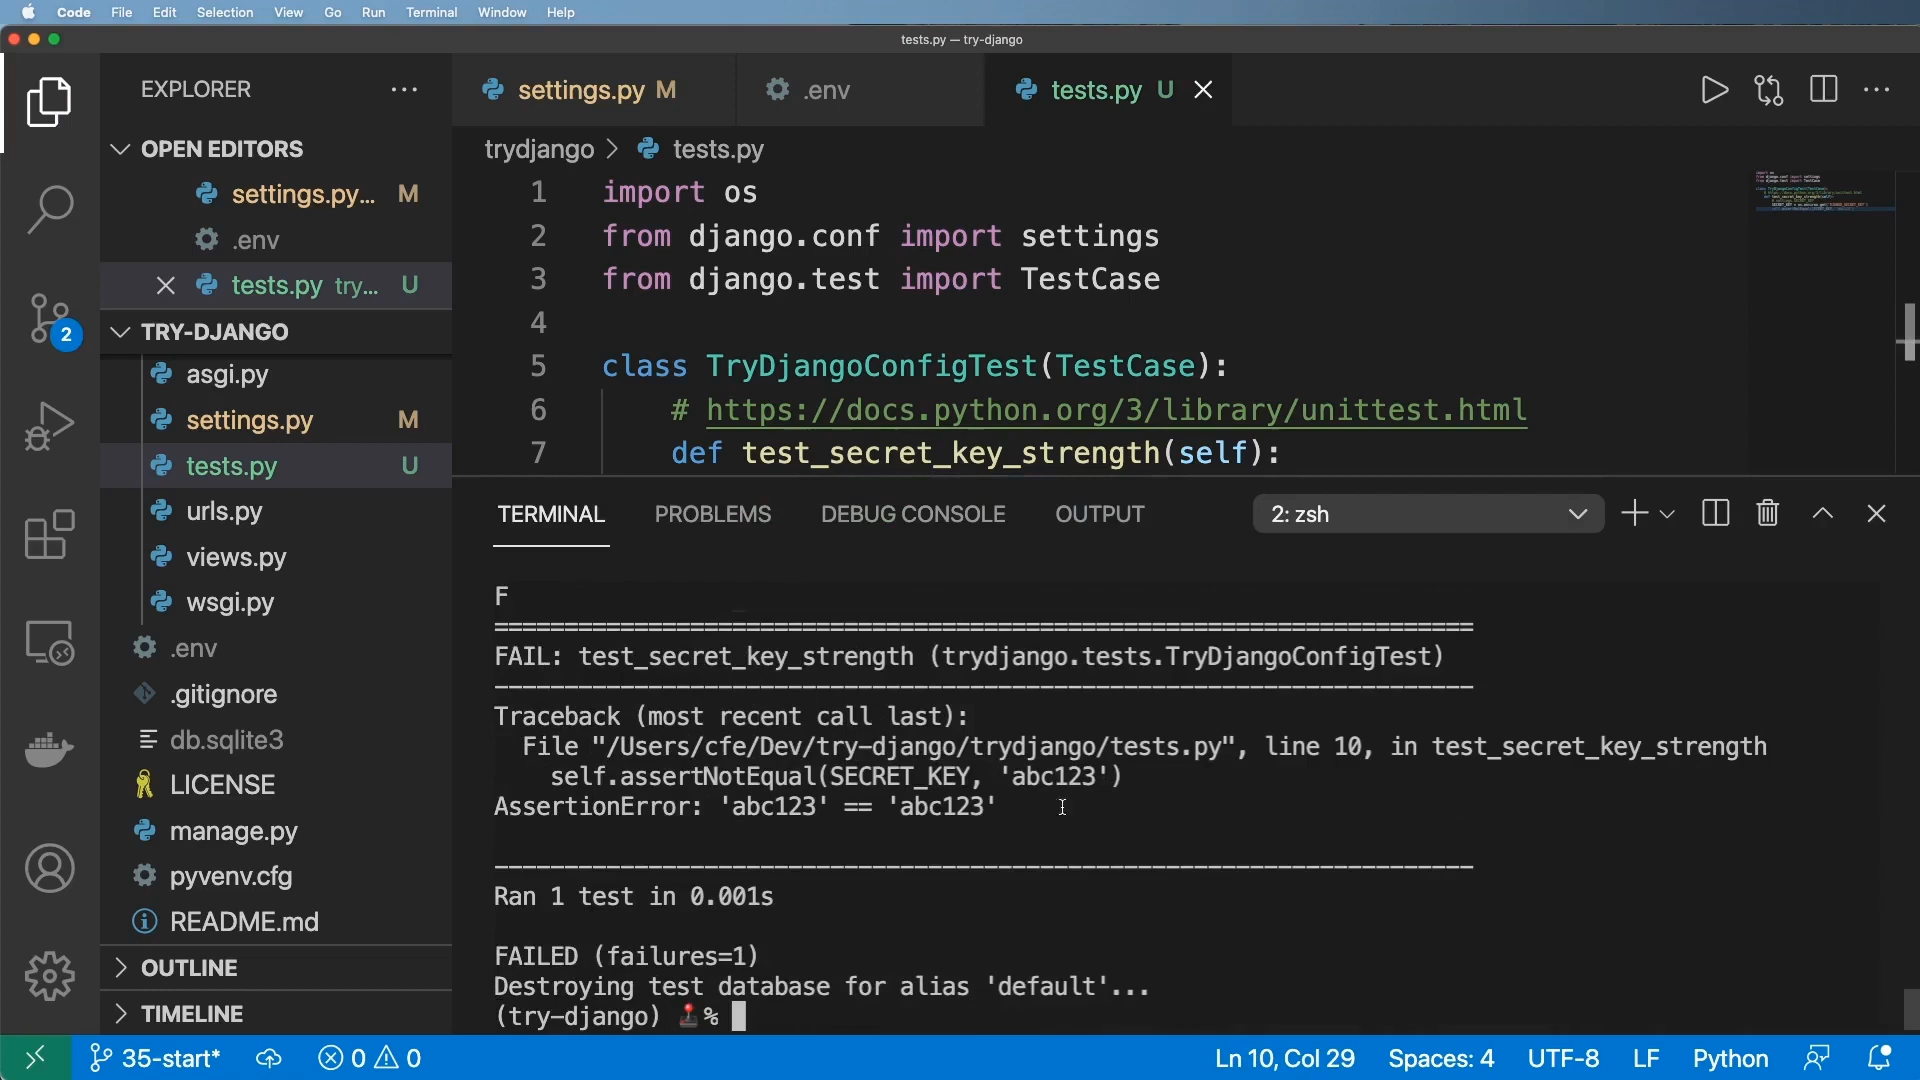 Code File Edit Selection View Go Run Terminal Window Help
tests.py — try-django
EXPLORER
OPEN EDITORS
settings.py... M
.env
tests.py try... U
TRY-DJANGO
asgi.py
settings.py M
tests.py U
urls.py
views.py
wsgi.py
.env
.gitignore
db.sqlite3
LICENSE
manage.py
pyvenv.cfg
README.md
OUTLINE
TIMELINE
2
settings.py M
.env
tests.py U
trydjango > tests.py
1 import os
2 from django.conf import settings
3 from django.test import TestCase
4
5 class TryDjangoConfigTest(TestCase):
6 # https://docs.python.org/3/library/unittest.html
7 def test_secret_key_strength(self):
TERMINAL PROBLEMS DEBUG CONSOLE OUTPUT 2: zsh
F
======================================================================
FAIL: test_secret_key_strength (trydjango.tests.TryDjangoConfigTest)
----------------------------------------------------------------------
Traceback (most recent call last):
File "/Users/cfe/Dev/try-django/trydjango/tests.py", line 10, in test_secret_key_strength
self.assertNotEqual(SECRET_KEY, 'abc123')
AssertionError: 'abc123' == 'abc123'
----------------------------------------------------------------------
Ran 1 test in 0.001s
FAILED (failures=1)
Destroying test database for alias 'default'...
(try-django) 🕹% 
35-start* 0 0 Ln 10, Col 29 Spaces: 4 UTF-8 LF Python